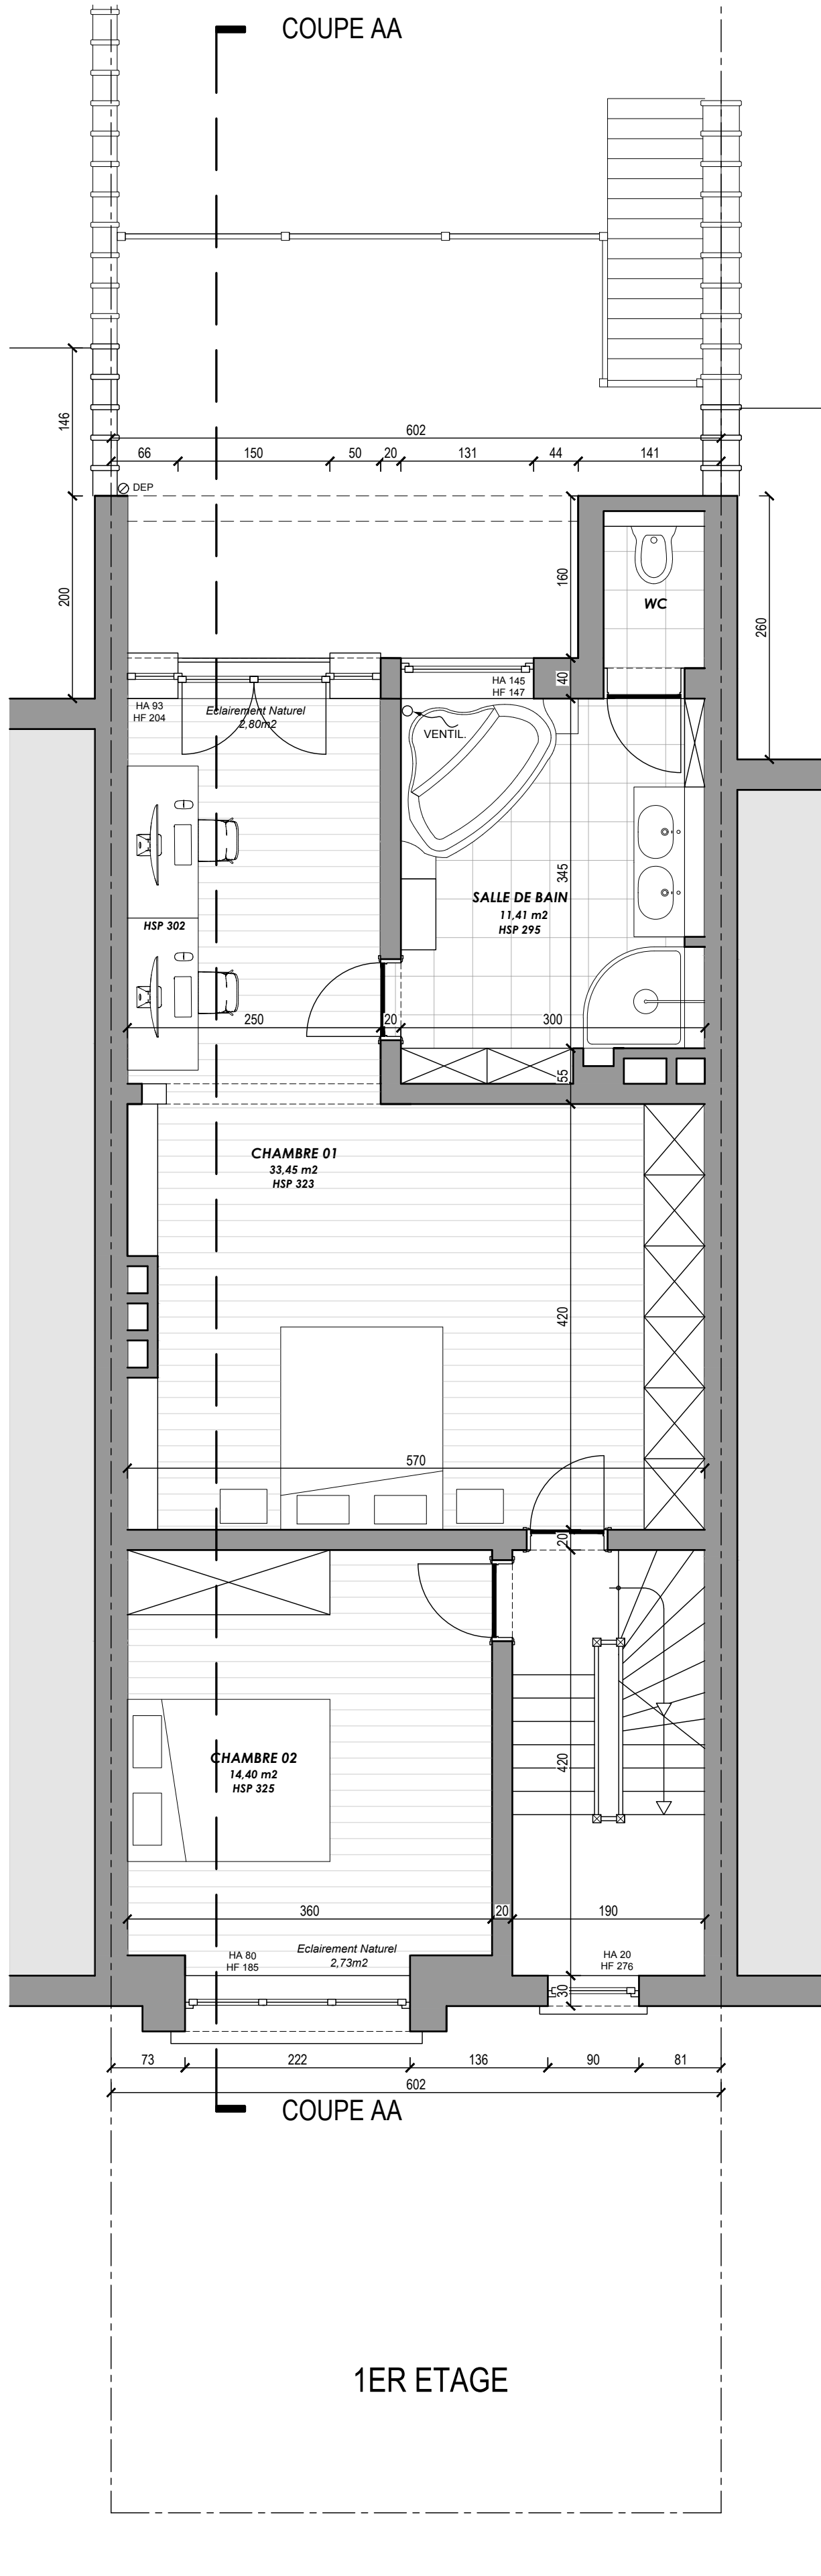 COUPE AA
146
602
66
150
50
20
131
44
141
DEP
200
160
WC
260
40
HA 145
HF 147
HA 93
HF 204
Eclairement Naturel
2,80m2
VENTIL.
345
SALLE DE BAIN
11,41 m2
HSP 295
HSP 302
250
20
300
55
CHAMBRE 01
33,45 m2
HSP 323
420
570
20
CHAMBRE 02
14,40 m2
HSP 325
420
360
20
190
HA 80
HF 185
Eclairement Naturel
2,73m2
HA 20
HF 276
30
73
222
136
90
81
602
COUPE AA
1ER ETAGE